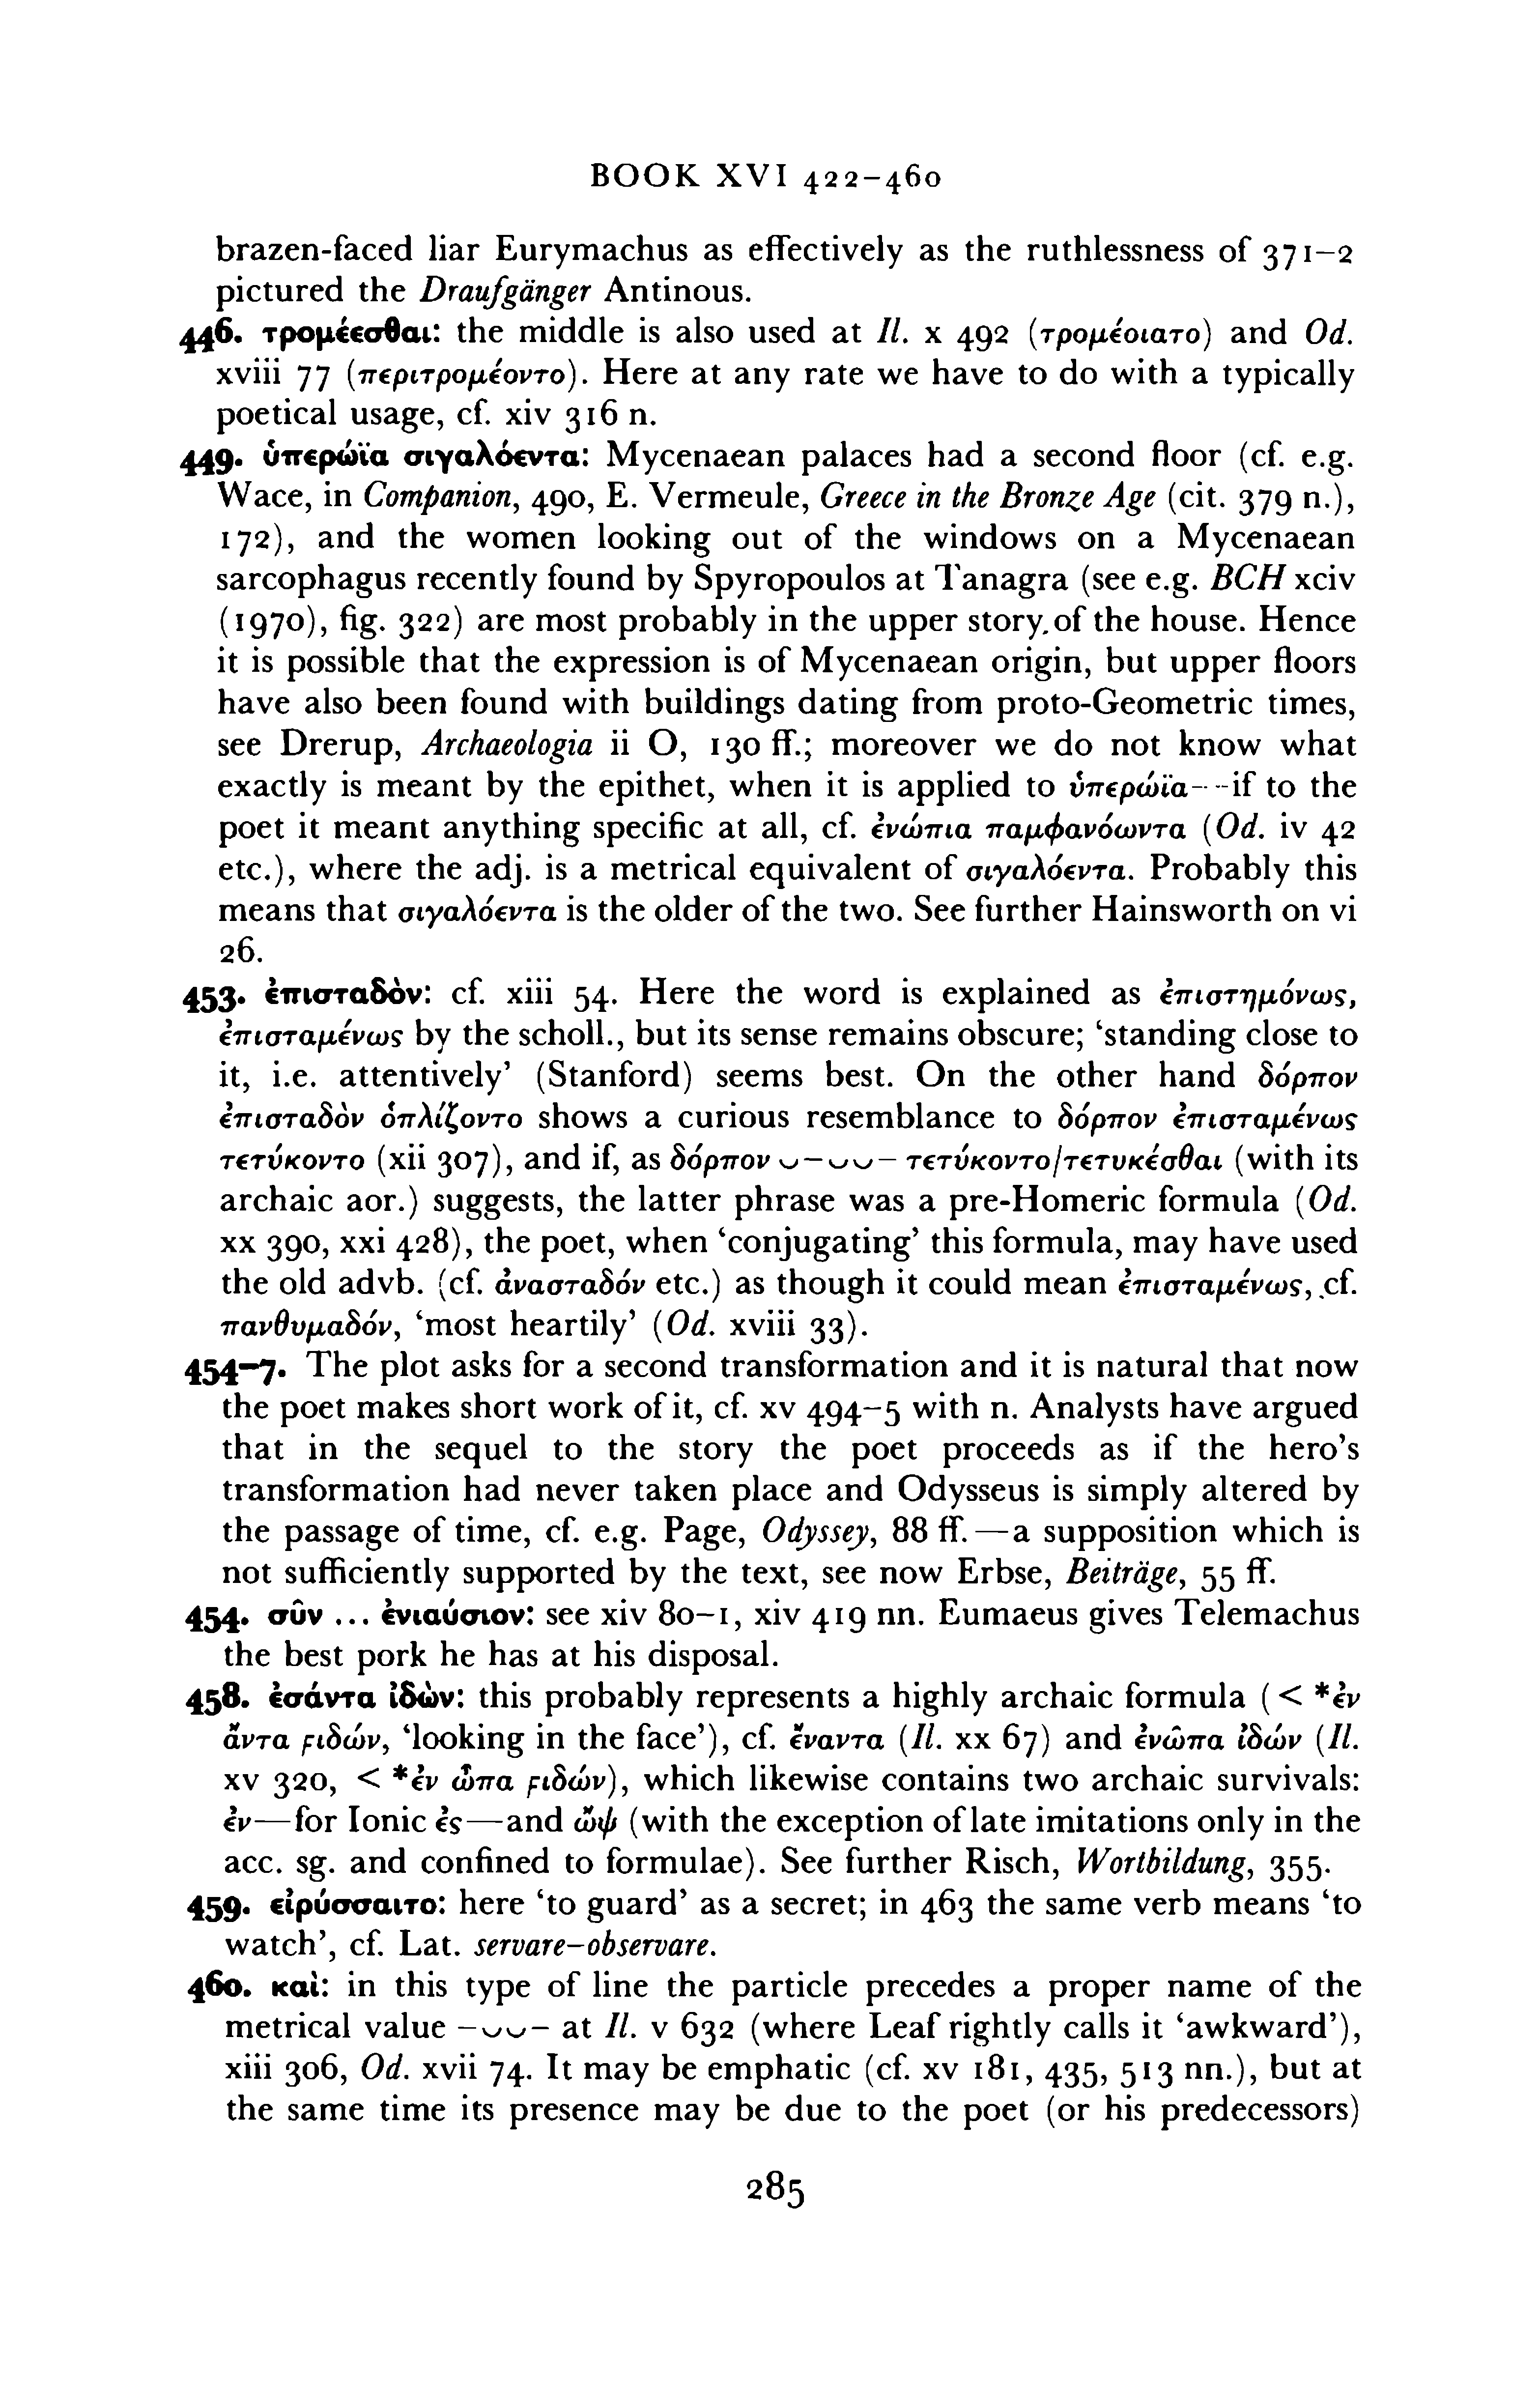 BOOK XVI 422–460
brazen-faced liar Eurymachus as effectively as the ruthlessness of 371–2
pictured the Draufgänger Antinous.
446. τρομέεσθαι: the middle is also used at Il. x 492 (τρομέοιατο) and Od.
xviii 77 (περιτρομέοντο). Here at any rate we have to do with a typically
poetical usage, cf. xiv 316 n.
449. ὑπερώϊα σιγαλόεντα: Mycenaean palaces had a second floor (cf. e.g.
Wace, in Companion, 490, E. Vermeule, Greece in the Bronze Age (cit. 379 n.),
172), and the women looking out of the windows on a Mycenaean
sarcophagus recently found by Spyropoulos at Tanagra (see e.g. BCH xciv
(1970), fig. 322) are most probably in the upper story.of the house. Hence
it is possible that the expression is of Mycenaean origin, but upper floors
have also been found with buildings dating from proto-Geometric times,
see Drerup, Archaeologia ii O, 130 ff.; moreover we do not know what
exactly is meant by the epithet, when it is applied to ὑπερώϊα—if to the
poet it meant anything specific at all, cf. ἐνώπια παμφανόωντα (Od. iv 42
etc.), where the adj. is a metrical equivalent of σιγαλόεντα. Probably this
means that σιγαλόεντα is the older of the two. See further Hainsworth on vi
26.
453. ἐπισταδὸν: cf. xiii 54. Here the word is explained as ἐπιστημόνως,
ἐπισταμένως by the scholl., but its sense remains obscure; ‘standing close to
it, i.e. attentively’ (Stanford) seems best. On the other hand δόρπον
ἐπισταδὸν ὁπλίζοντο shows a curious resemblance to δόρπον ἐπισταμένως
τετύκοντο (xii 307), and if, as δόρπον ⏑–⏑⏑– τετύκοντο/τετυκέσθαι (with its
archaic aor.) suggests, the latter phrase was a pre-Homeric formula (Od.
xx 390, xxi 428), the poet, when ‘conjugating’ this formula, may have used
the old advb. (cf. ἀνασταδόν etc.) as though it could mean ἐπισταμένως, cf.
πανθυμαδόν, ‘most heartily’ (Od. xviii 33).
454–7. The plot asks for a second transformation and it is natural that now
the poet makes short work of it, cf. xv 494–5 with n. Analysts have argued
that in the sequel to the story the poet proceeds as if the hero’s
transformation had never taken place and Odysseus is simply altered by
the passage of time, cf. e.g. Page, Odyssey, 88 ff.—a supposition which is
not sufficiently supported by the text, see now Erbse, Beiträge, 55 ff.
454. σῦν ... ἐνιαύσιον: see xiv 80–1, xiv 419 nn. Eumaeus gives Telemachus
the best pork he has at his disposal.
458. ἐσάντα ἰδὼν: this probably represents a highly archaic formula (< *ἐν
ἄντα ϝιδών, ‘looking in the face’), cf. ἔναντα (Il. xx 67) and ἐνῶπα ἰδών (Il.
xv 320, < *ἐν ὦπα ϝιδών), which likewise contains two archaic survivals:
ἐν—for Ionic ἐς—and ὤψ (with the exception of late imitations only in the
acc. sg. and confined to formulae). See further Risch, Wortbildung, 355.
459. εἰρύσσαιτο: here ‘to guard’ as a secret; in 463 the same verb means ‘to
watch’, cf. Lat. servare–observare.
460. καὶ: in this type of line the particle precedes a proper name of the
metrical value –⏑⏑– at Il. v 632 (where Leaf rightly calls it ‘awkward’),
xiii 306, Od. xvii 74. It may be emphatic (cf. xv 181, 435, 513 nn.), but at
the same time its presence may be due to the poet (or his predecessors)
285